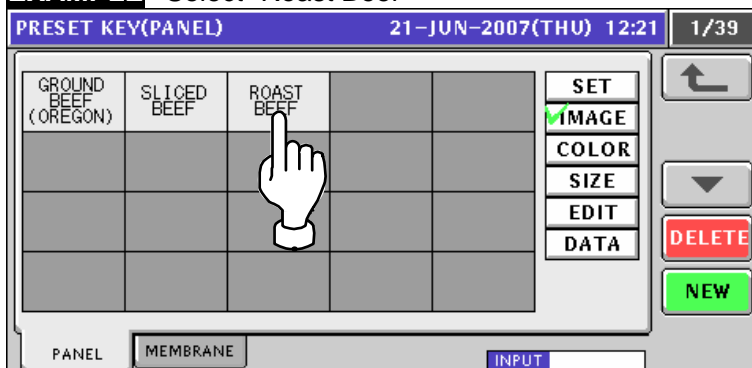 EXAMPLE Select "Roast Beef"
PRESET KEY(PANEL) 21-JUN-2007(THU) 12:21 1/39
GROUND
BEEF
(OREGON)
SLICED
BEEF
ROAST
BEEF
SET
IMAGE
COLOR
SIZE
EDIT
DATA
DELETE
NEW
PANEL
MEMBRANE
INPUT